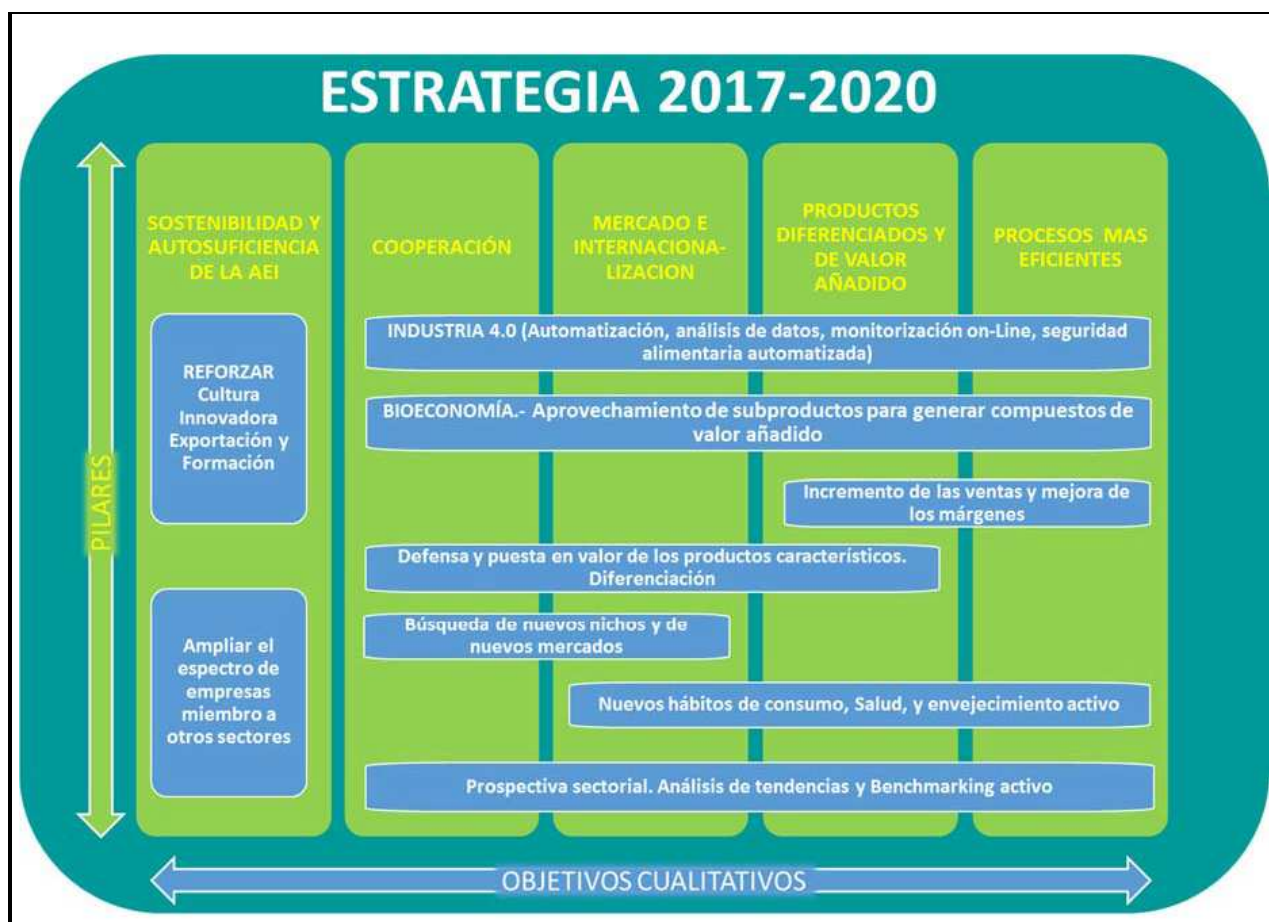 ESTRATEGIA 2017-2020
SOSTENIBILIDAD Y
AUTOSUFICIENCIA
DE LA AEI
COOPERACIÓN
MERCADO E
INTERNACIONA-
LIZACION
PRODUCTOS
DIFERENCIADOS Y
DE VALOR
AÑADIDO
PROCESOS MAS
EFICIENTES
PILARES
REFORZAR
Cultura
Innovadora
Exportación y
Formación
Ampliar el
espectro de
empresas
miembro a
otros sectores
INDUSTRIA 4.0 (Automatización, análisis de datos, monitorización on-Line, seguridad
alimentaria automatizada)
BIOECONOMÍA.- Aprovechamiento de subproductos para generar compuestos de
valor añadido
Incremento de las ventas y mejora de
los márgenes
Defensa y puesta en valor de los productos característicos.
Diferenciación
Búsqueda de nuevos nichos y de
nuevos mercados
Nuevos hábitos de consumo, Salud, y envejecimiento activo
Prospectiva sectorial. Análisis de tendencias y Benchmarking activo
OBJETIVOS CUALITATIVOS